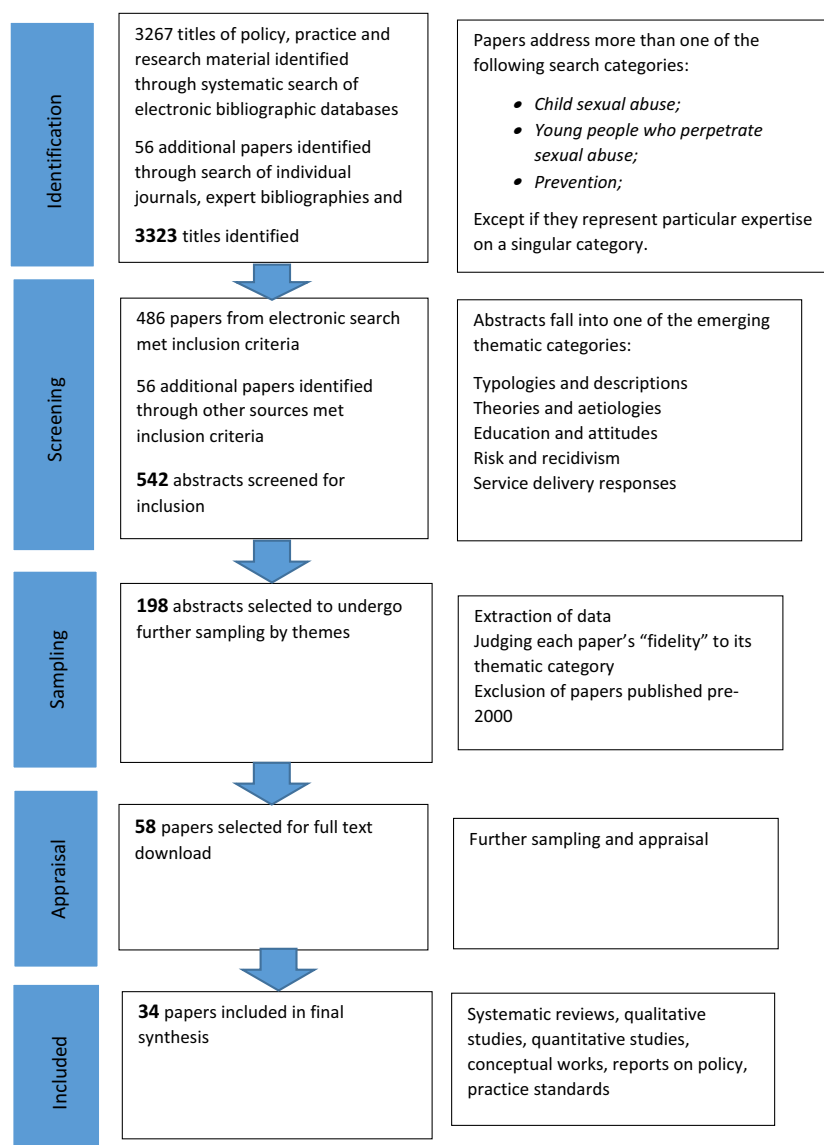 Identification
3267 titles of policy, practice and
research material identified
through systematic search of
electronic bibliographic databases
56 additional papers identified
through search of individual
journals, expert bibliographies and
3323 titles identified
Papers address more than one of the
following search categories:
• Child sexual abuse;
• Young people who perpetrate
sexual abuse;
• Prevention;
Except if they represent particular expertise
on a singular category.
Screening
486 papers from electronic search
met inclusion criteria
56 additional papers identified
through other sources met
inclusion criteria
542 abstracts screened for
inclusion
Abstracts fall into one of the emerging
thematic categories:
Typologies and descriptions
Theories and aetiologies
Education and attitudes
Risk and recidivism
Service delivery responses
Sampling
198 abstracts selected to undergo
further sampling by themes
Extraction of data
Judging each paper’s “fidelity” to its
thematic category
Exclusion of papers published pre-
2000
Appraisal
58 papers selected for full text
download
Further sampling and appraisal
Included
34 papers included in final
synthesis
Systematic reviews, qualitative
studies, quantitative studies,
conceptual works, reports on policy,
practice standards